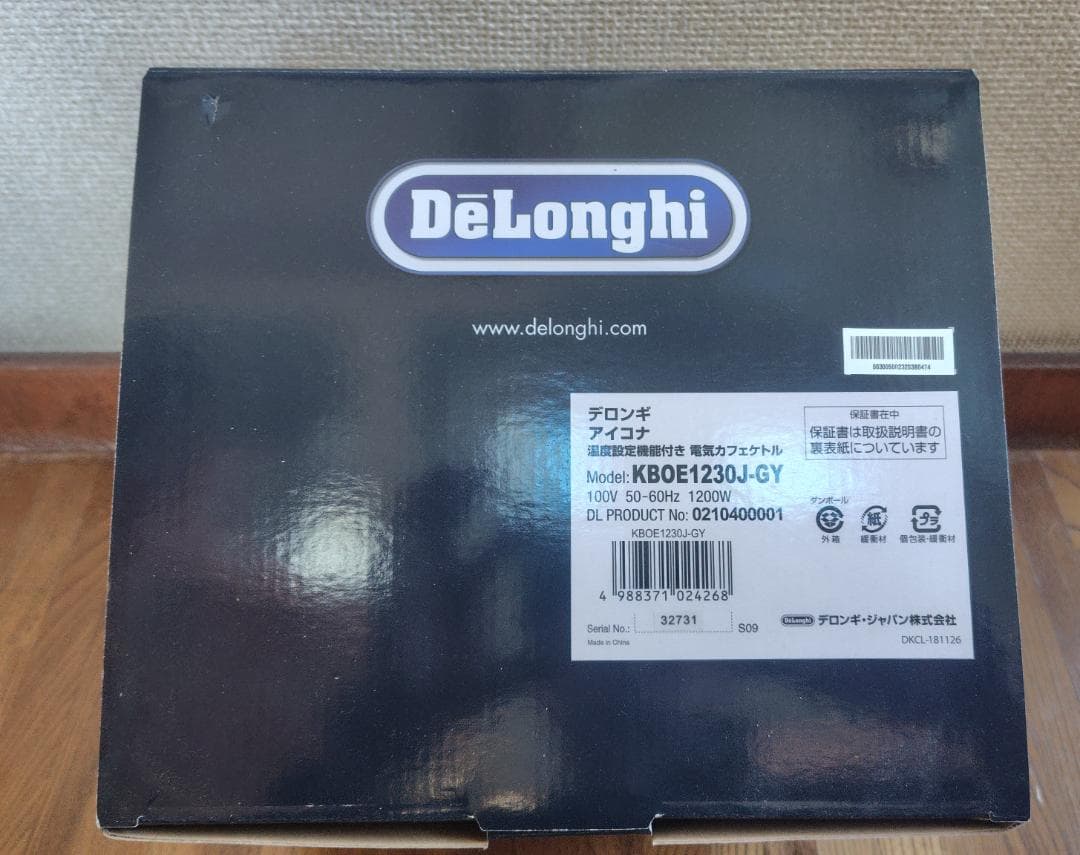 DēLonghi
www.delonghi.com
デロンギ
アイコナ
温度設定機能付き 電気カフェケトル
Model: KBOE1230J-GY
100V 50-60Hz 1200W
DL PRODUCT No: 0210400001
KBOE1230J-GY
4 988371 024268
Serial No.: 32731 S09
Made in China
保証書在中
保証書は取扱説明書の
裏表紙についています
ダンボール
外箱
紙
緩衝材
プラ
個包装・緩衝材
DeLonghi デロンギ・ジャパン株式会社
DKCL-181126